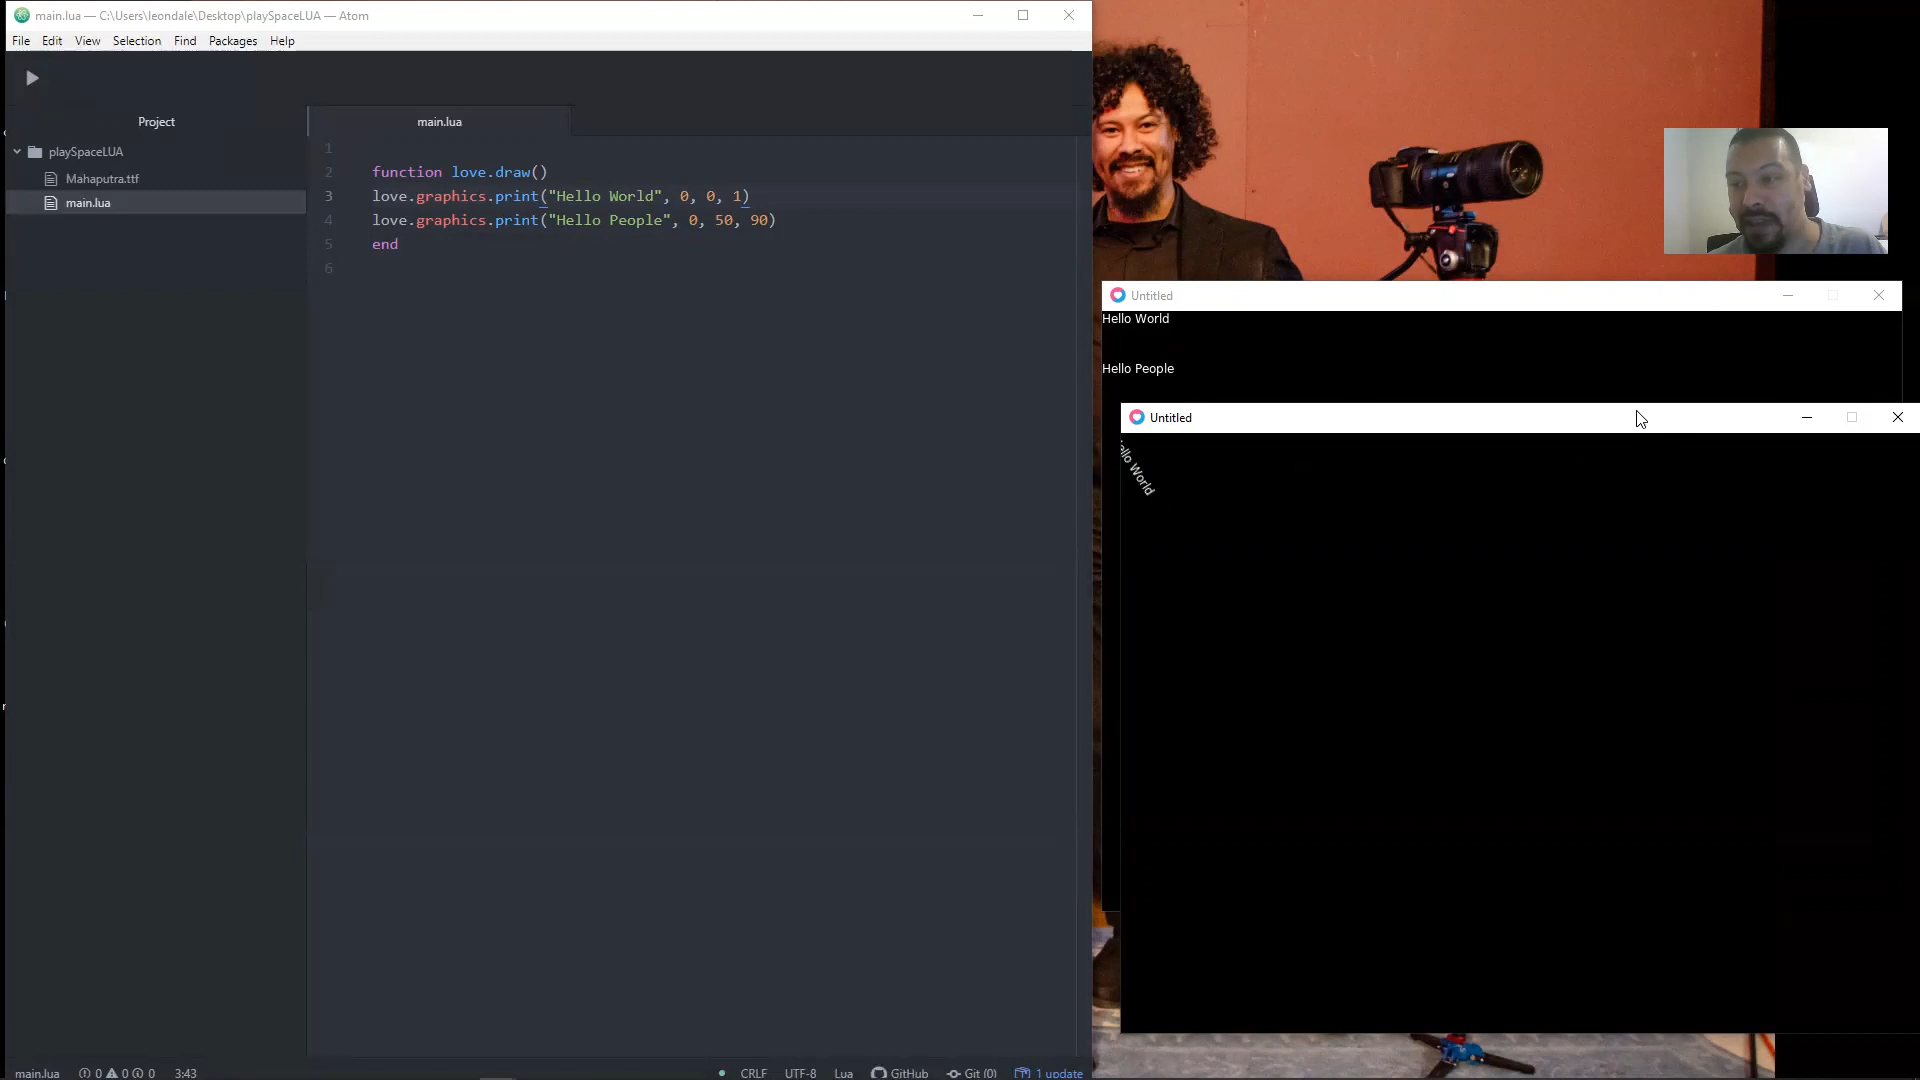 main.lua — C:\Users\leondale\Desktop\playSpaceLUA — Atom
File Edit View Selection Find Packages Help
Project
main.lua
playSpaceLUA
Mahaputra.ttf
main.lua
1
2 function love.draw()
3 love.graphics.print("Hello World", 0, 0, 1)
4 love.graphics.print("Hello People", 0, 50, 90)
5 end
6
Untitled
Hello World
Hello People
Untitled
ello World
main.lua 0 0 0 3:43 CRLF UTF-8 Lua GitHub Git (0) 1 update